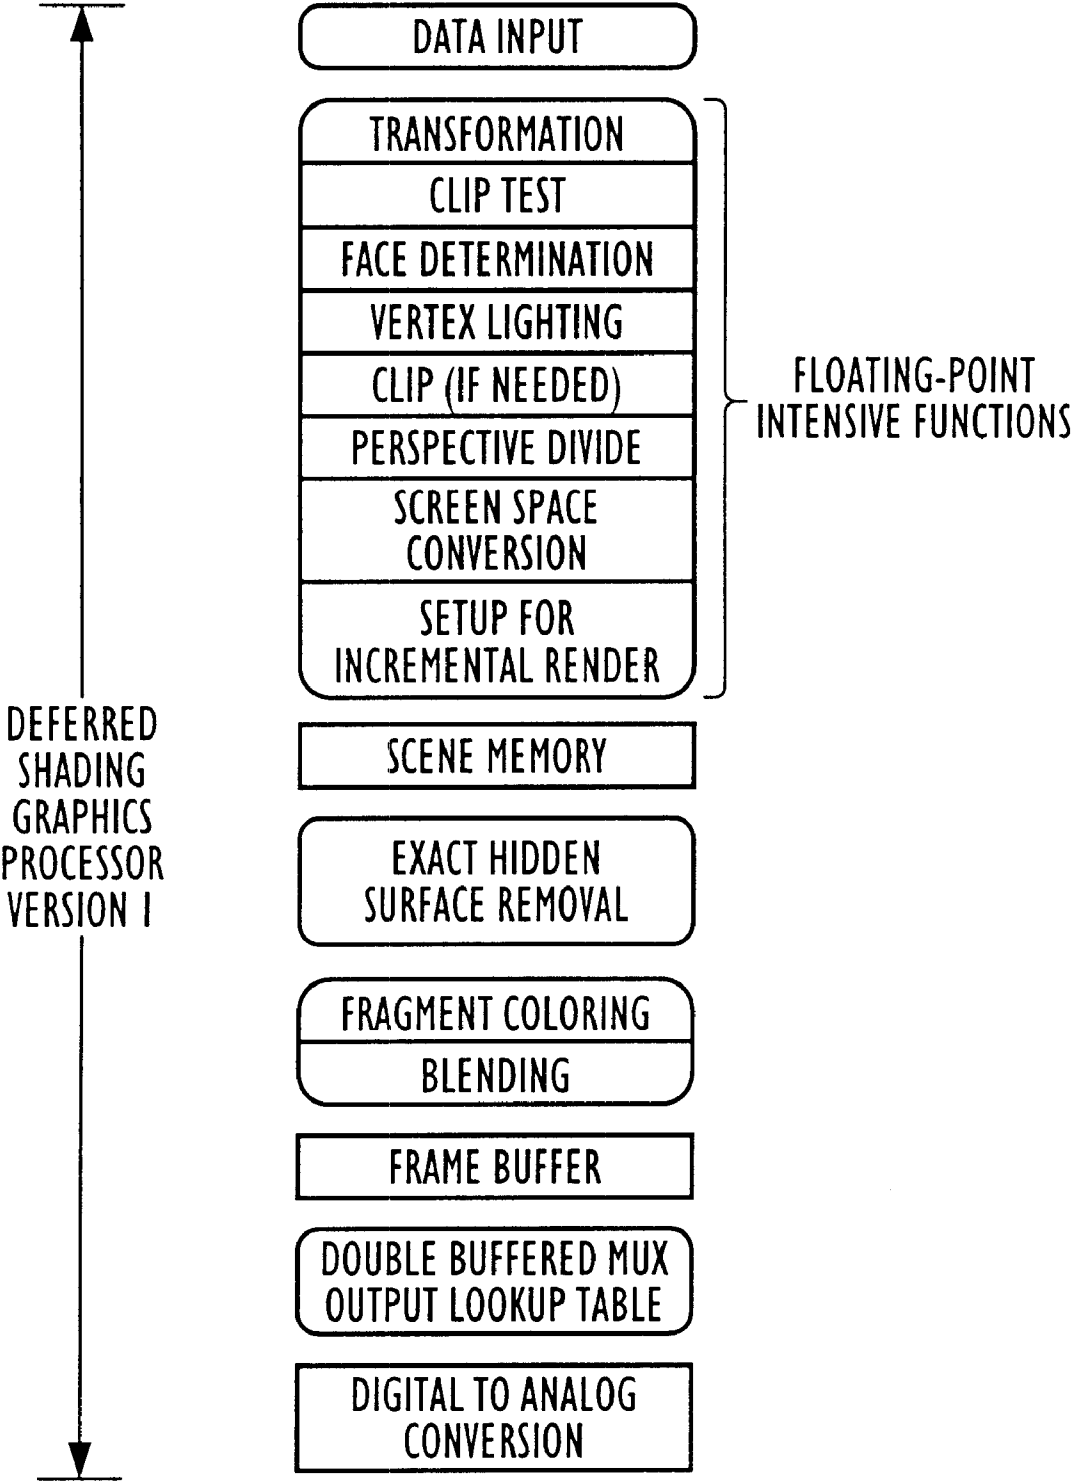 DATA INPUT
TRANSFORMATION
CLIP TEST
FACE DETERMINATION
VERTEX LIGHTING
CLIP (IF NEEDED)
PERSPECTIVE DIVIDE
SCREEN SPACE
CONVERSION
SETUP FOR
INCREMENTAL RENDER
FLOATING-POINT
INTENSIVE FUNCTIONS
DEFERRED
SHADING
GRAPHICS
PROCESSOR
VERSION 1
SCENE MEMORY
EXACT HIDDEN
SURFACE REMOVAL
FRAGMENT COLORING
BLENDING
FRAME BUFFER
DOUBLE BUFFERED MUX
OUTPUT LOOKUP TABLE
DIGITAL TO ANALOG
CONVERSION